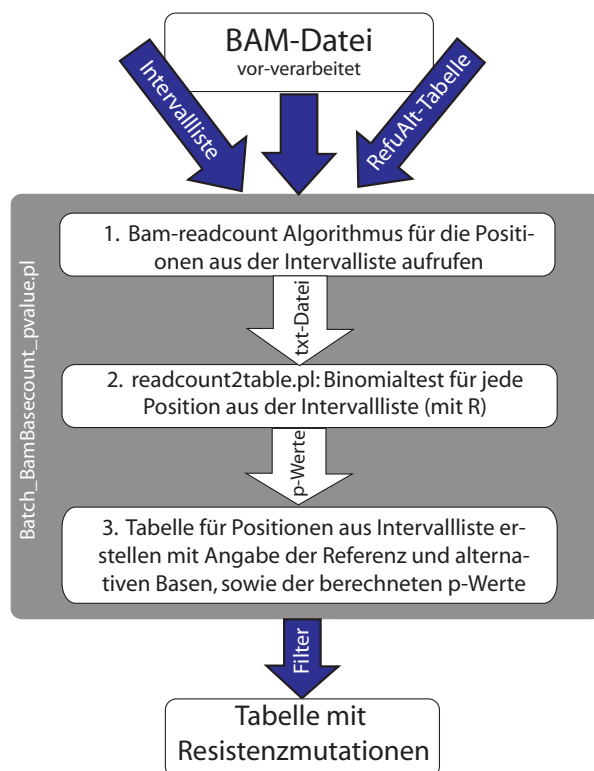 BAM-Datei
vor-verarbeitet
Intervallliste
RefuAlt-Tabelle
Batch_BamBasecount_pvalue.pl
1. Bam-readcount Algorithmus für die Positi-
onen aus der Intervalliste aufrufen
txt-Datei
2. readcount2table.pl: Binomialtest für jede
Position aus der Intervallliste (mit R)
p-Werte
3. Tabelle für Positionen aus Intervallliste er-
stellen mit Angabe der Referenz und alterna-
tiven Basen, sowie der berechneten p-Werte
Filter
Tabelle mit
Resistenzmutationen